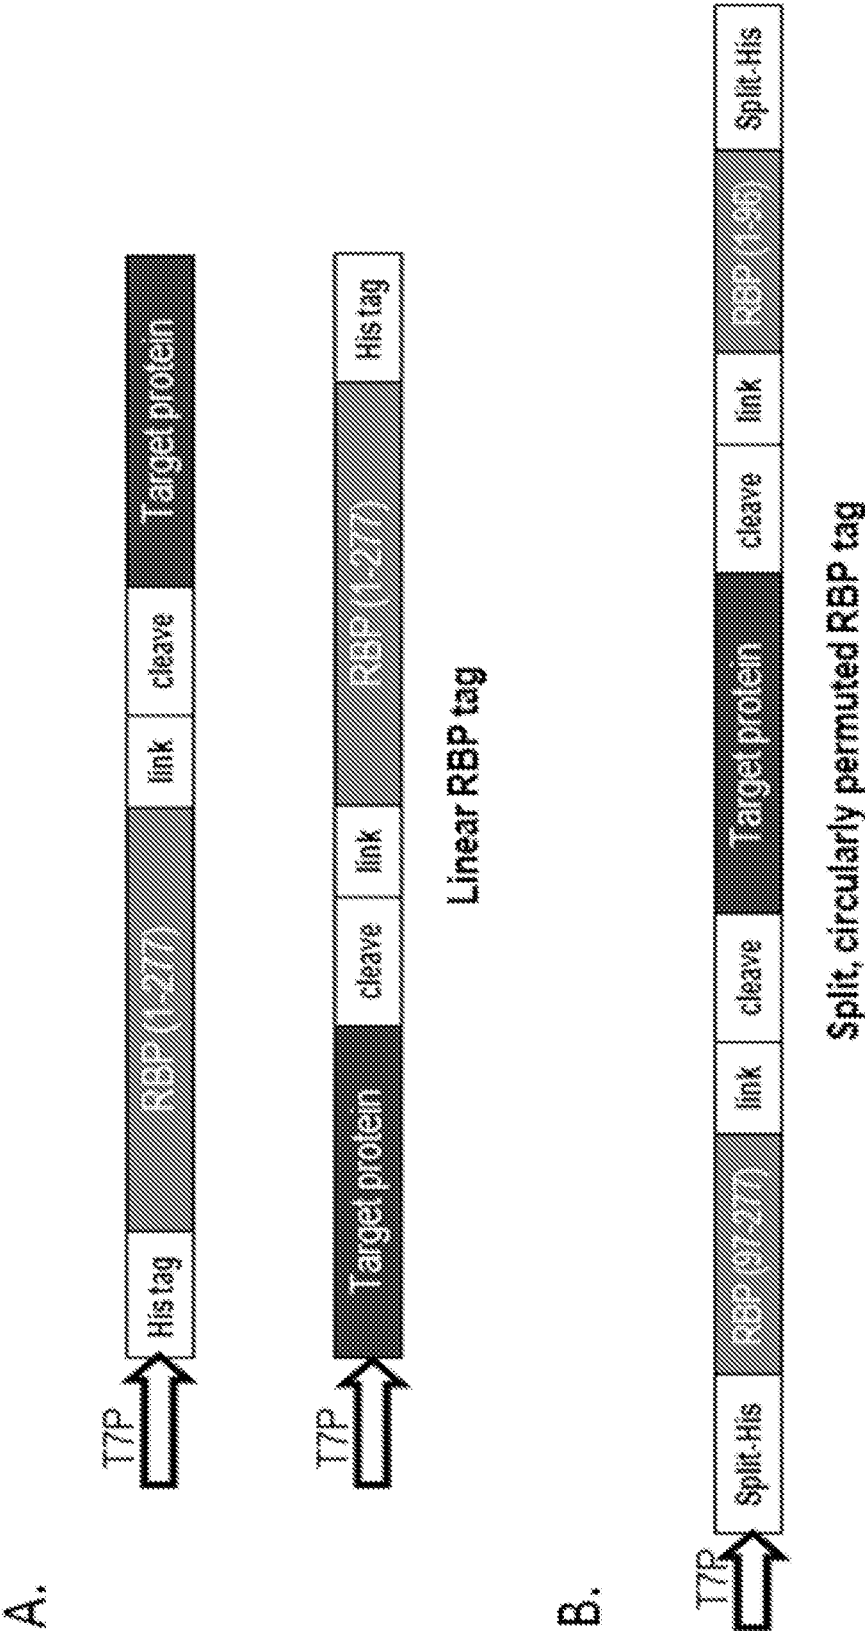 A.
T7P
His tag
RBP (1-277)
link
cleave
Target protein
T7P
Target protein
cleave
link
RBP (1-277)
His tag
Linear RBP tag
B.
T7P
Split-His
RBP (97-277)
link
cleave
Target protein
cleave
link
RBP (1-96)
Split-His
Split, circularly permuted RBP tag